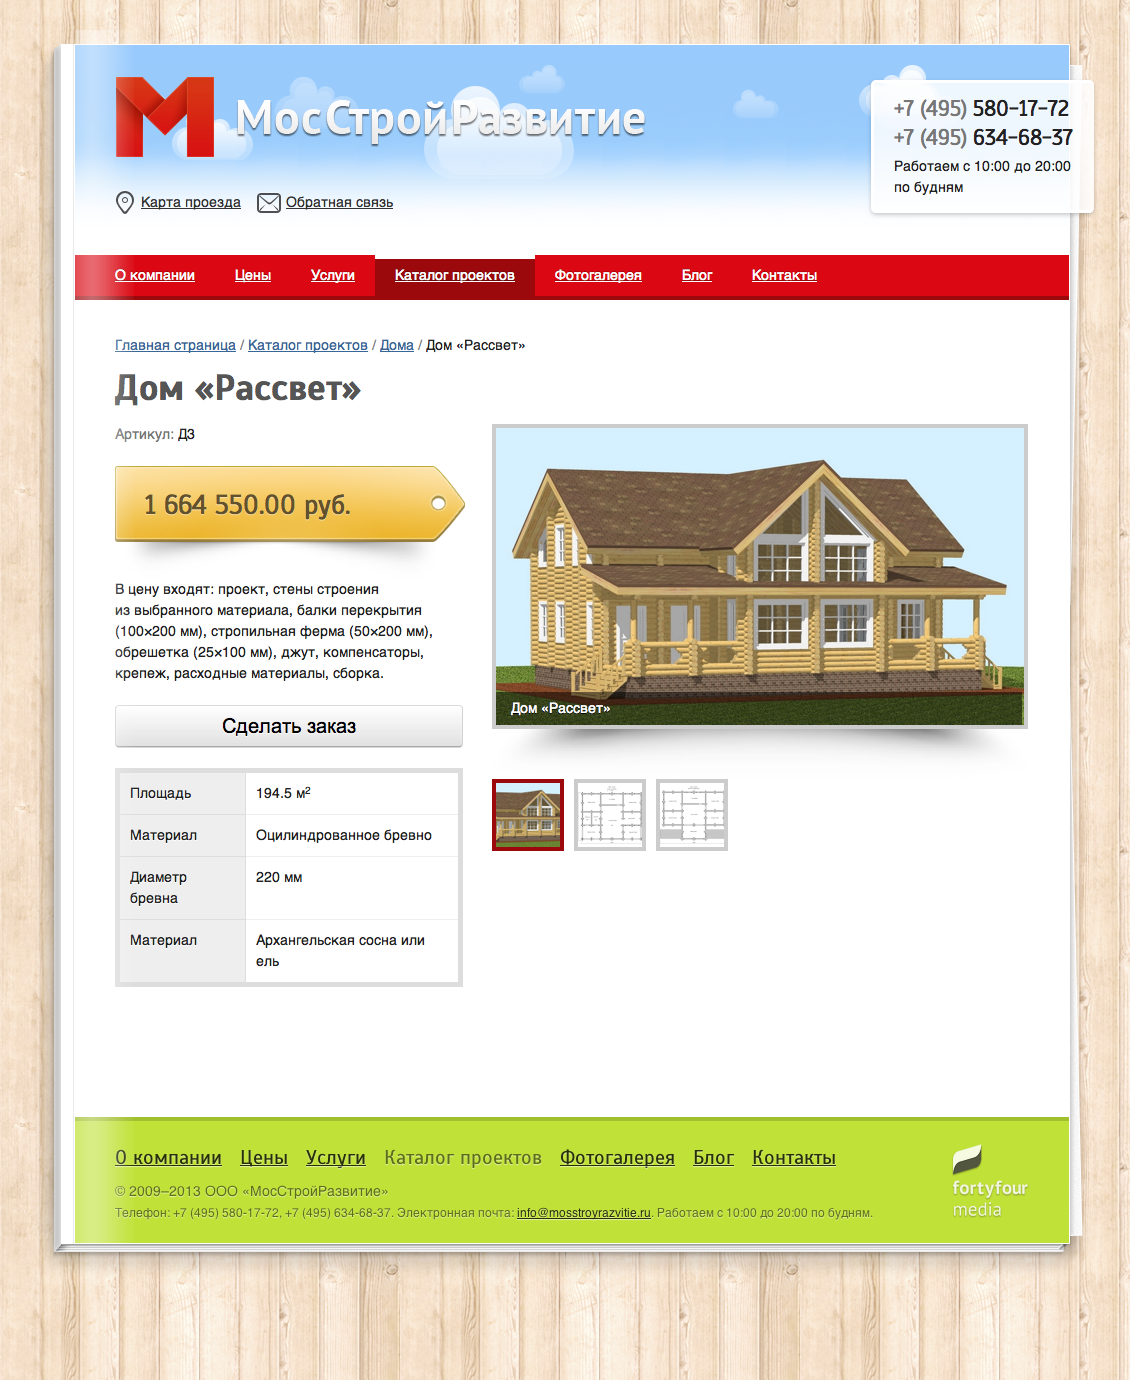 МосСтройРазвитие
+7 (495) 580-17-72
+7 (495) 634-68-37
Работаем с 10:00 до 20:00
по будням
Карта проезда Обратная связь
О компании Цены Услуги Каталог проектов Фотогалерея Блог Контакты
Главная страница / Каталог проектов / Дома / Дом «Рассвет»
Дом «Рассвет»
Артикул: Д3
1 664 550.00 руб.
В цену входят: проект, стены строения
из выбранного материала, балки перекрытия
(100×200 мм), стропильная ферма (50×200 мм),
обрешетка (25×100 мм), джут, компенсаторы,
крепеж, расходные материалы, сборка.
Сделать заказ
Площадь 194.5 м²
Материал Оцилиндрованное бревно
Диаметр 220 мм
бревна
Материал Архангельская сосна или
ель
Дом «Рассвет»
О компании Цены Услуги Каталог проектов Фотогалерея Блог Контакты
© 2009–2013 ООО «МосСтройРазвитие»
Телефон: +7 (495) 580-17-72, +7 (495) 634-68-37. Электронная почта: info@mosstroyrazvitie.ru. Работаем с 10:00 до 20:00 по будням.
fortyfour
media